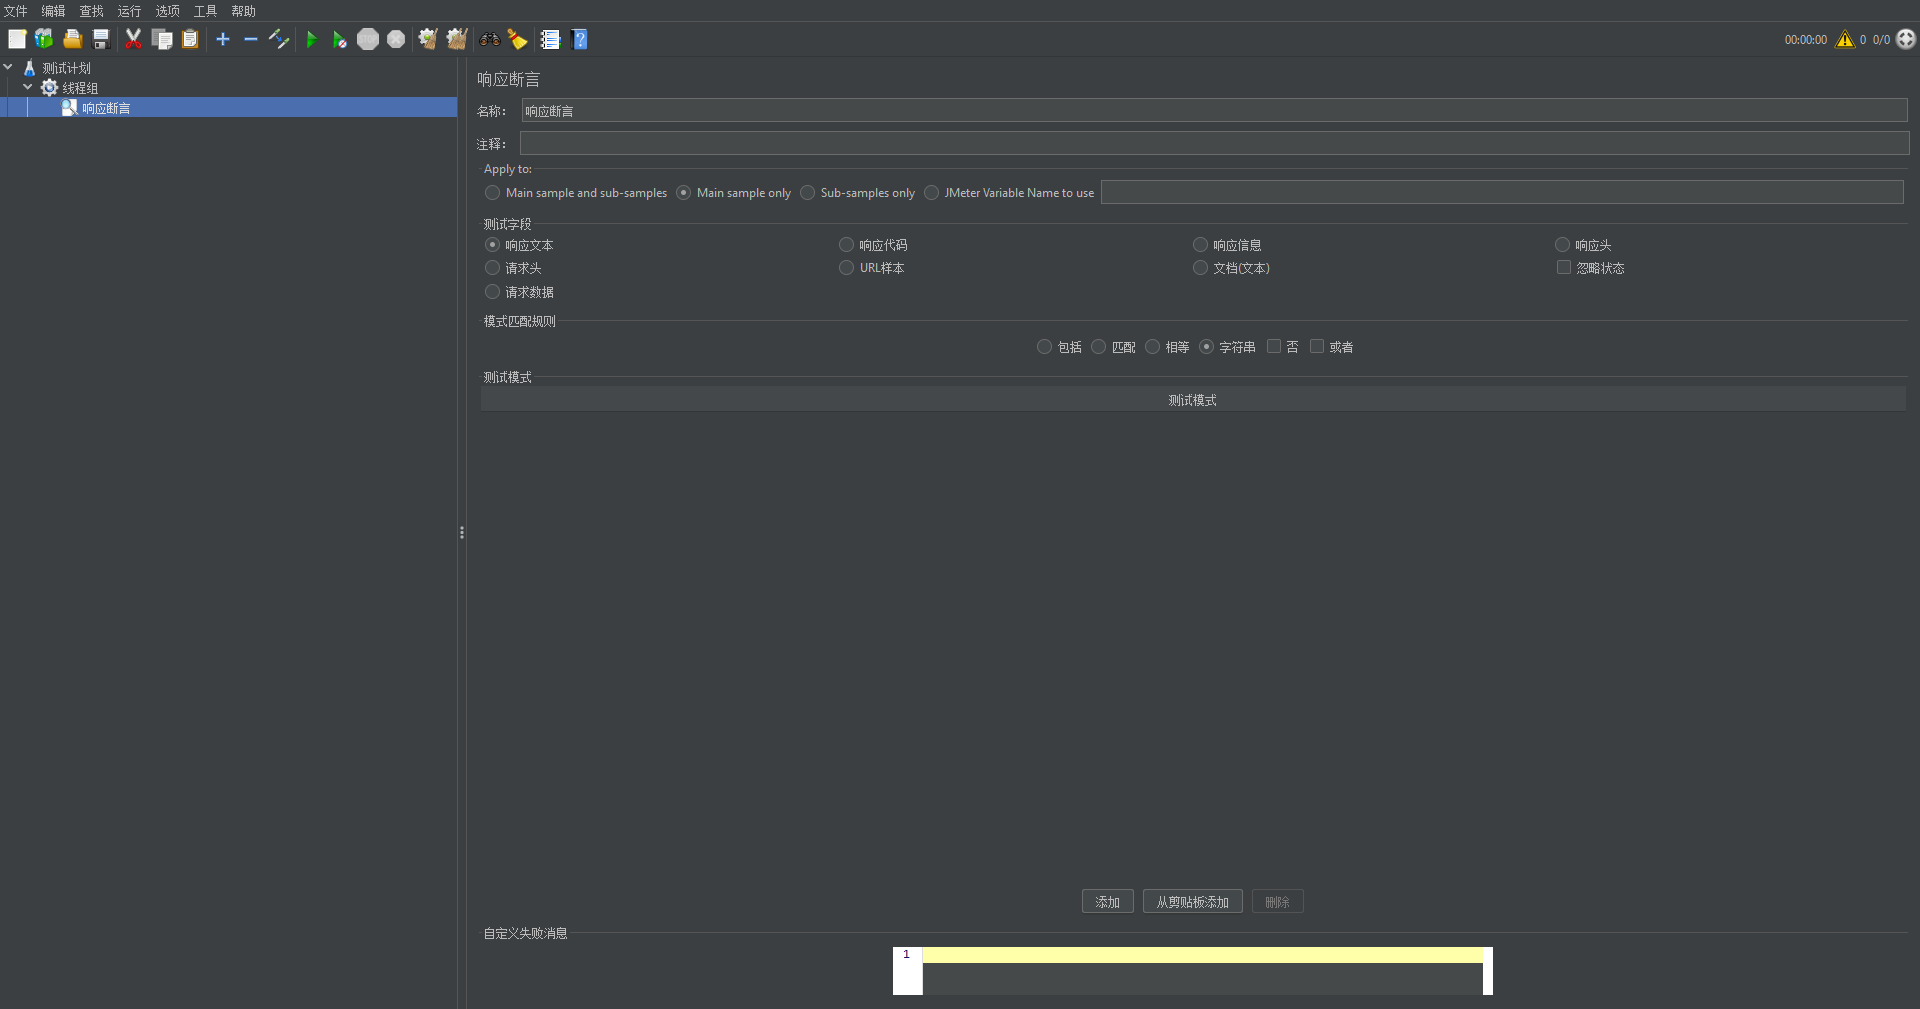 文件 编辑 查找 运行 选项 工具 帮助
00:00:00 0 0/0
测试计划
线程组
响应断言
响应断言
名称： 响应断言
注释：
Apply to:
Main sample and sub-samples Main sample only Sub-samples only JMeter Variable Name to use
测试字段
响应文本 响应代码 响应信息 响应头
请求头 URL样本 文档(文本) 忽略状态
请求数据
模式匹配规则
包括 匹配 相等 字符串 否 或者
测试模式
测试模式
添加 从剪贴板添加 删除
自定义失败消息
1